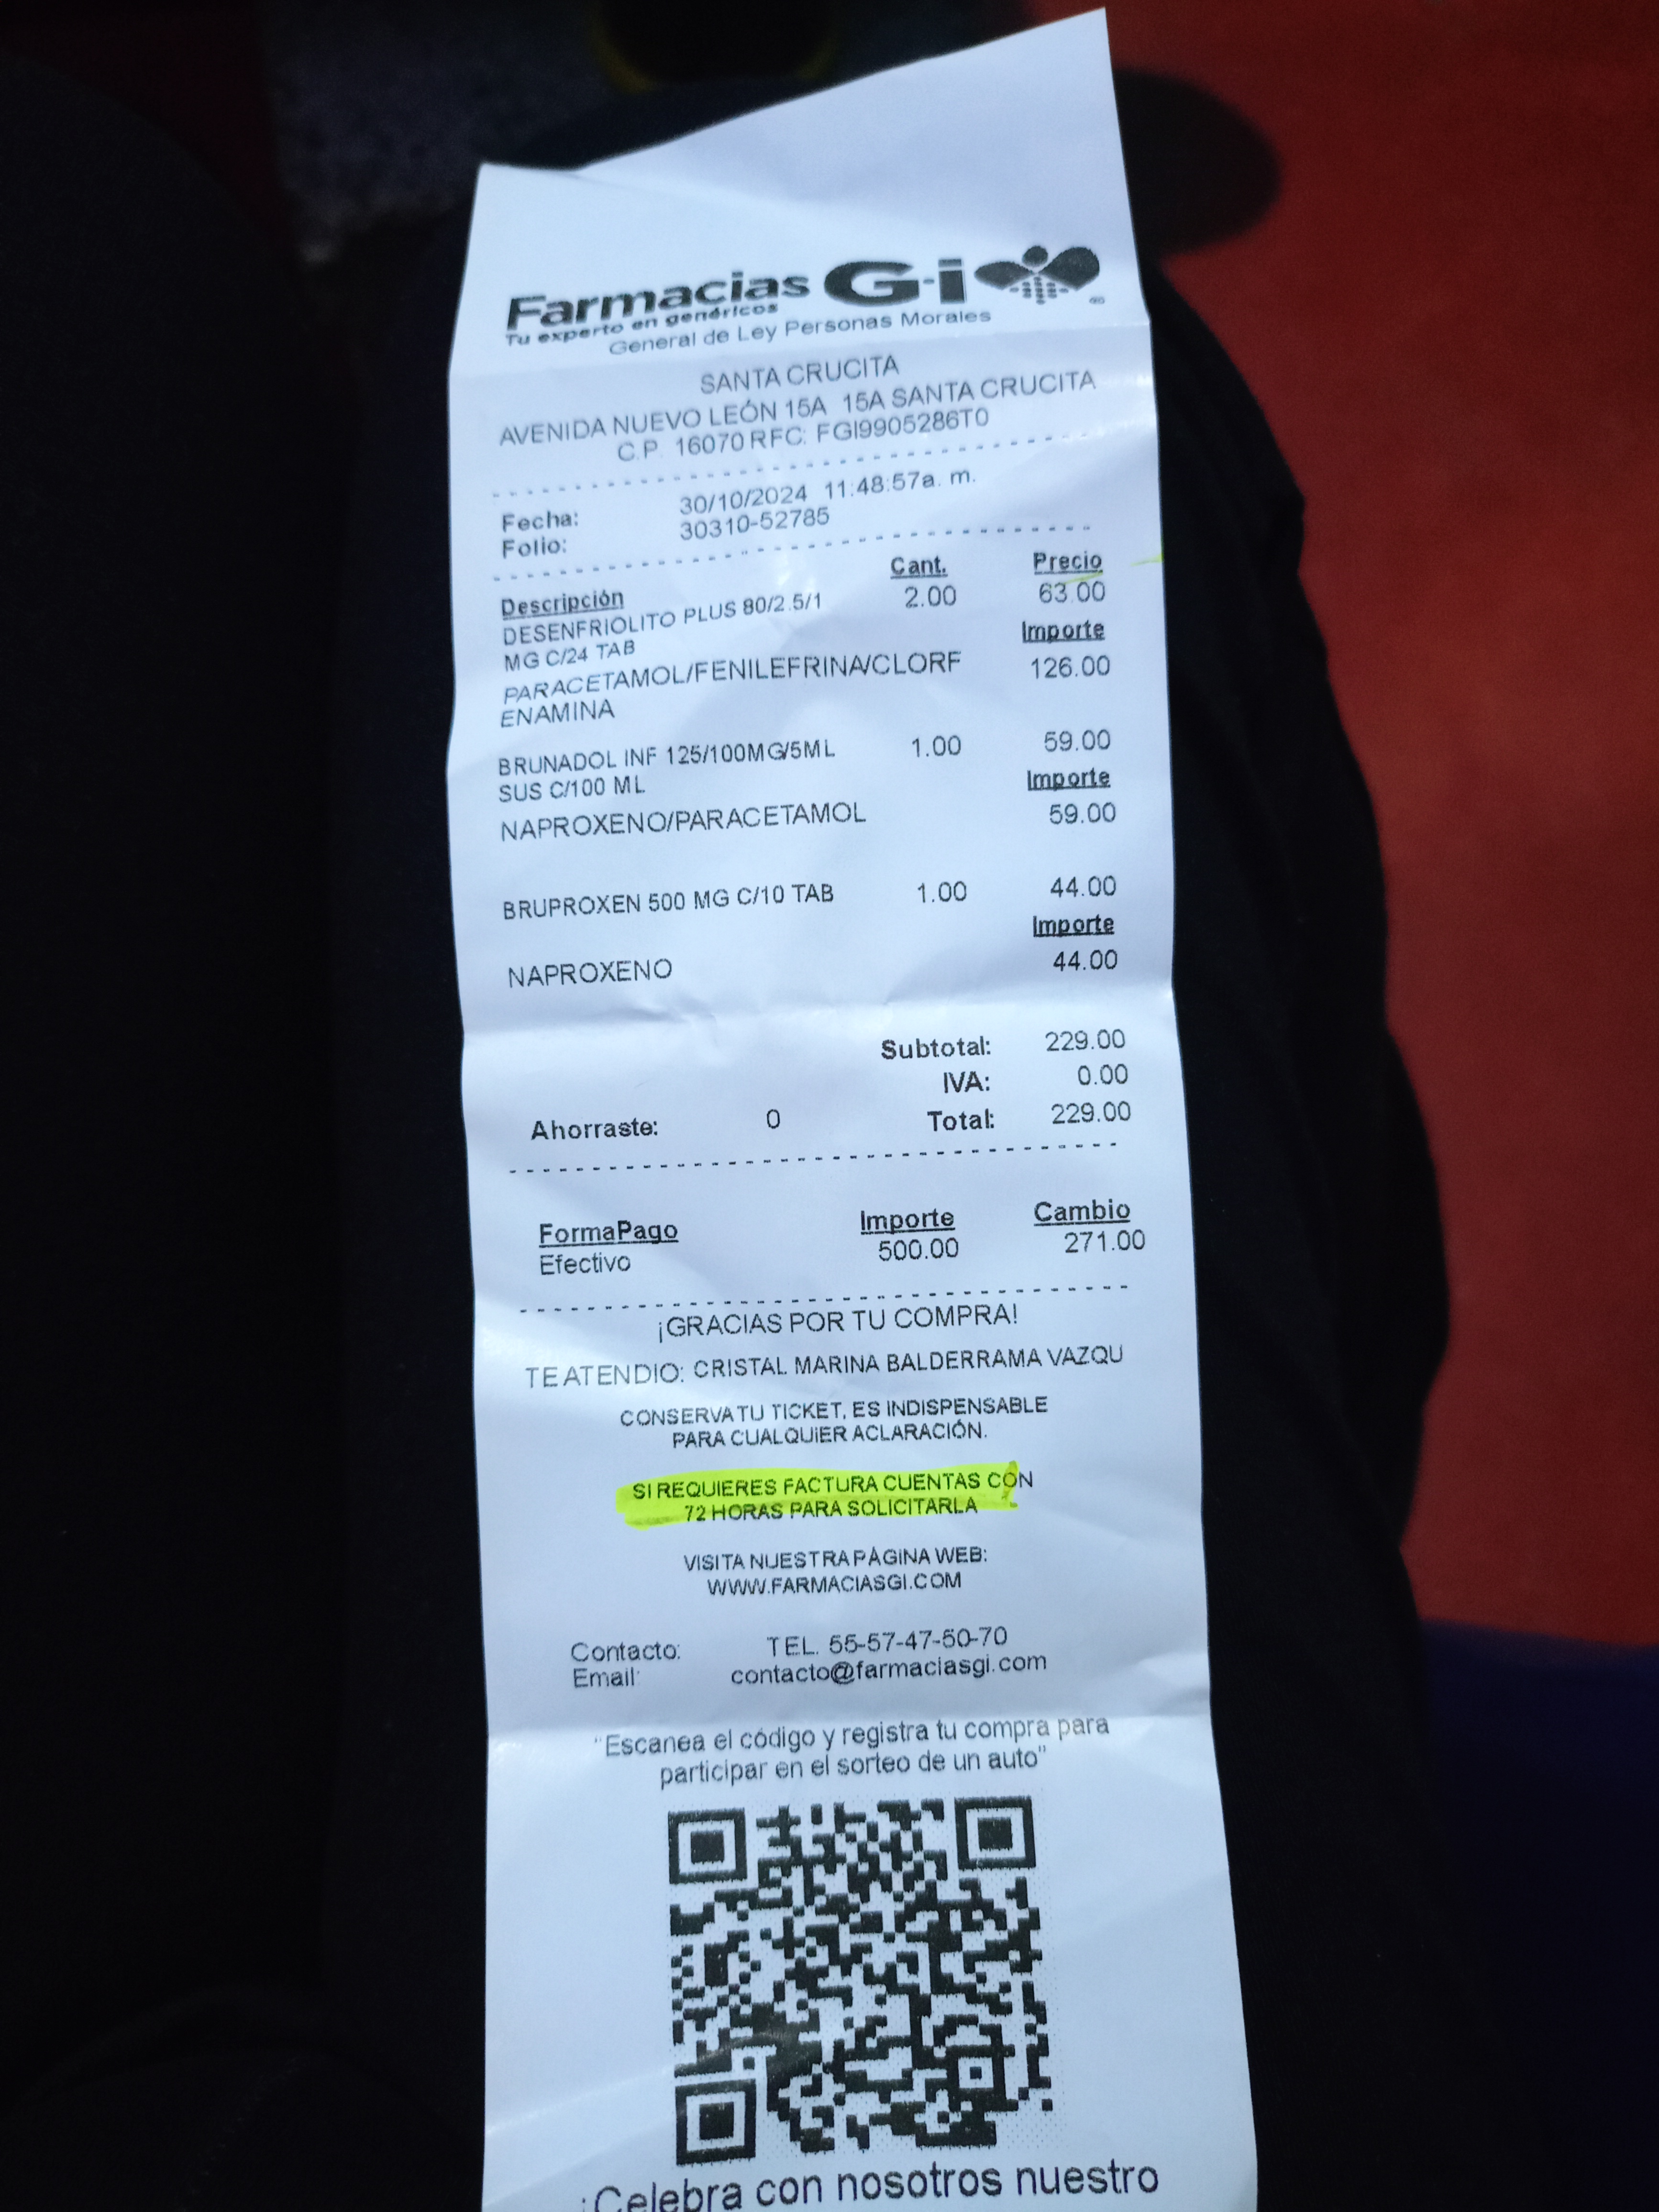 Farmacias G·i
Tu experto en genéricos
General de Ley Personas Morales
SANTA CRUCITA
AVENIDA NUEVO LEÓN 15A 15A SANTA CRUCITA
C.P. 16070 RFC: FGI9905286T0
Fecha: 30/10/2024 11:48:57a. m.
Folio: 30310-52785
Descripción Cant. Precio
DESENFRIOLITO PLUS 80/2.5/1 2.00 63.00
MG C/24 TAB Importe
PARACETAMOL/FENILEFRINA/CLORF 126.00
ENAMINA
BRUNADOL INF 125/100MG/5ML 1.00 59.00
SUS C/100 ML Importe
NAPROXENO/PARACETAMOL 59.00
BRUPROXEN 500 MG C/10 TAB 1.00 44.00
Importe
NAPROXENO 44.00
Subtotal: 229.00
IVA: 0.00
Ahorraste: 0 Total: 229.00
FormaPago Importe Cambio
Efectivo 500.00 271.00
¡GRACIAS POR TU COMPRA!
TE ATENDIO: CRISTAL MARINA BALDERRAMA VAZQU
CONSERVA TU TICKET, ES INDISPENSABLE
PARA CUALQUIER ACLARACIÓN.
SI REQUIERES FACTURA CUENTAS CON
72 HORAS PARA SOLICITARLA
VISITA NUESTRA PÁGINA WEB:
WWW.FARMACIASGI.COM
Contacto: TEL. 55-57-47-50-70
Email: contacto@farmaciasgi.com
"Escanea el código y registra tu compra para
participar en el sorteo de un auto"
¡Celebra con nosotros nuestro